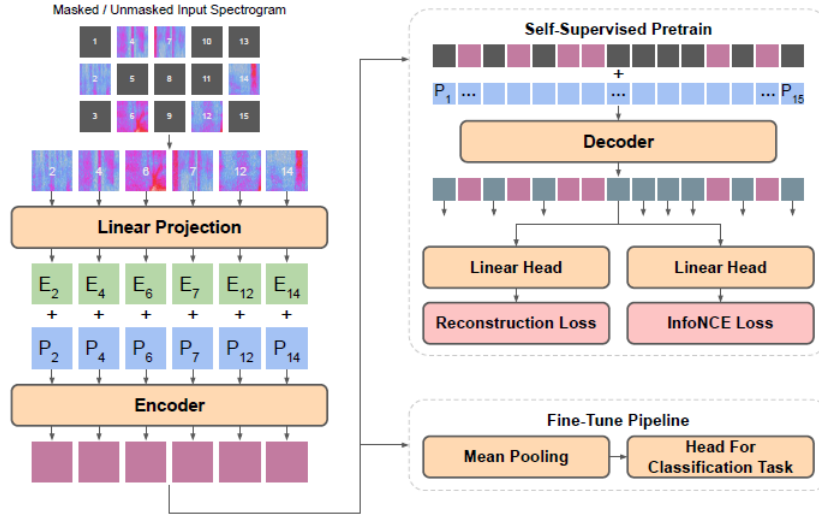 Masked / Unmasked Input Spectrogram
1 4 7 10 13
2 5 8 11 14
3 6 9 12 15
2 4 6 7 12 14
Linear Projection
E2 E4 E6 E7 E12 E14
+ + + + + +
P2 P4 P6 P7 P12 P14
Encoder
Self-Supervised Pretrain
+
P1 ... ... ... P15
Decoder
Linear Head Linear Head
Reconstruction Loss InfoNCE Loss
Fine-Tune Pipeline
Mean Pooling
Head For
Classification Task